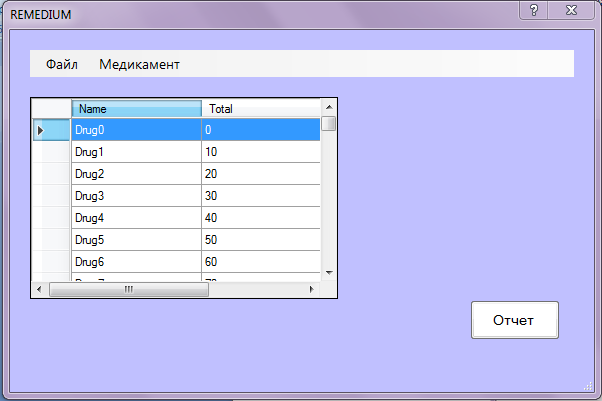 REMEDIUM
Файл Медикамент
Name Total
Drug0 0
Drug1 10
Drug2 20
Drug3 30
Drug4 40
Drug5 50
Drug6 60
Отчет